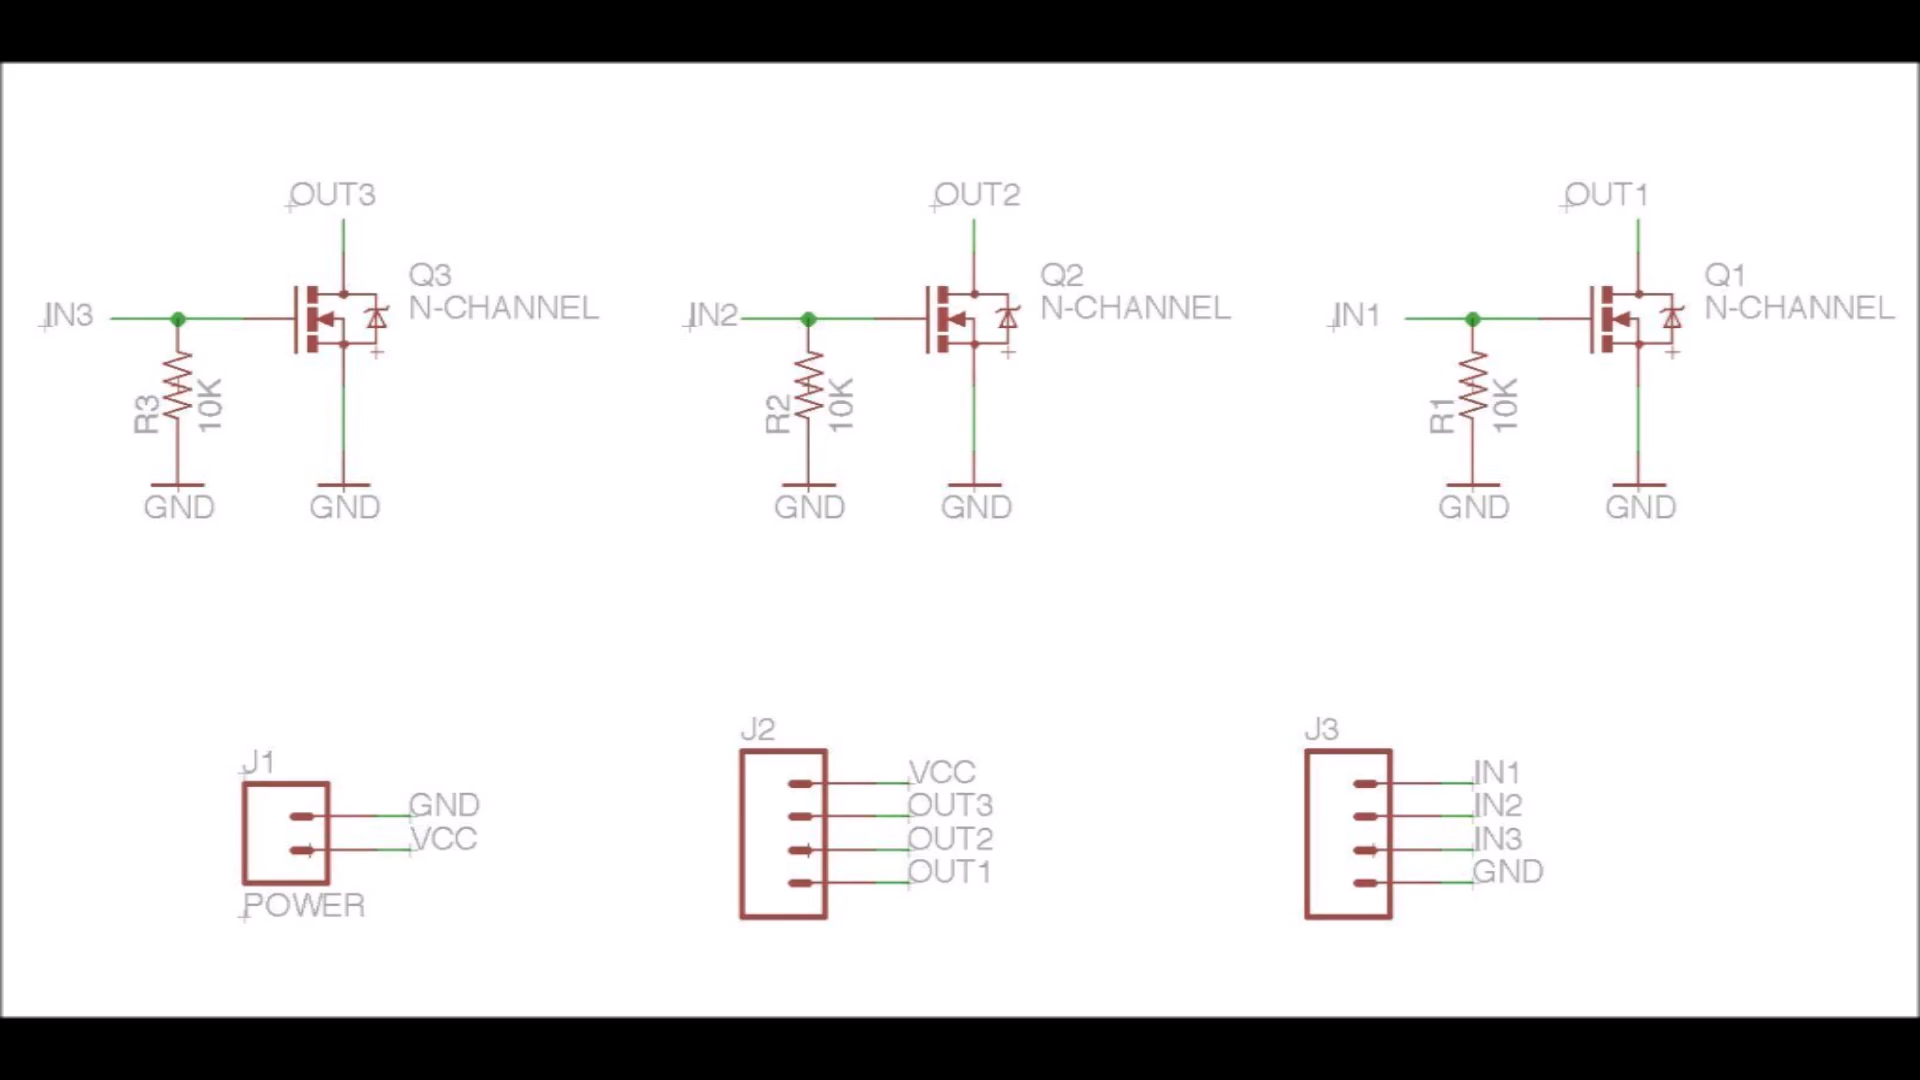 OUT3
OUT2
OUT1
Q3
Q2
Q1
IN3
N-CHANNEL
IN2
N-CHANNEL
IN1
N-CHANNEL
R3
10K
R2
10K
R1
10K
GND
GND
GND
GND
GND
GND
J1
GND
VCC
POWER
J2
VCC
OUT3
OUT2
OUT1
J3
IN1
IN2
IN3
GND